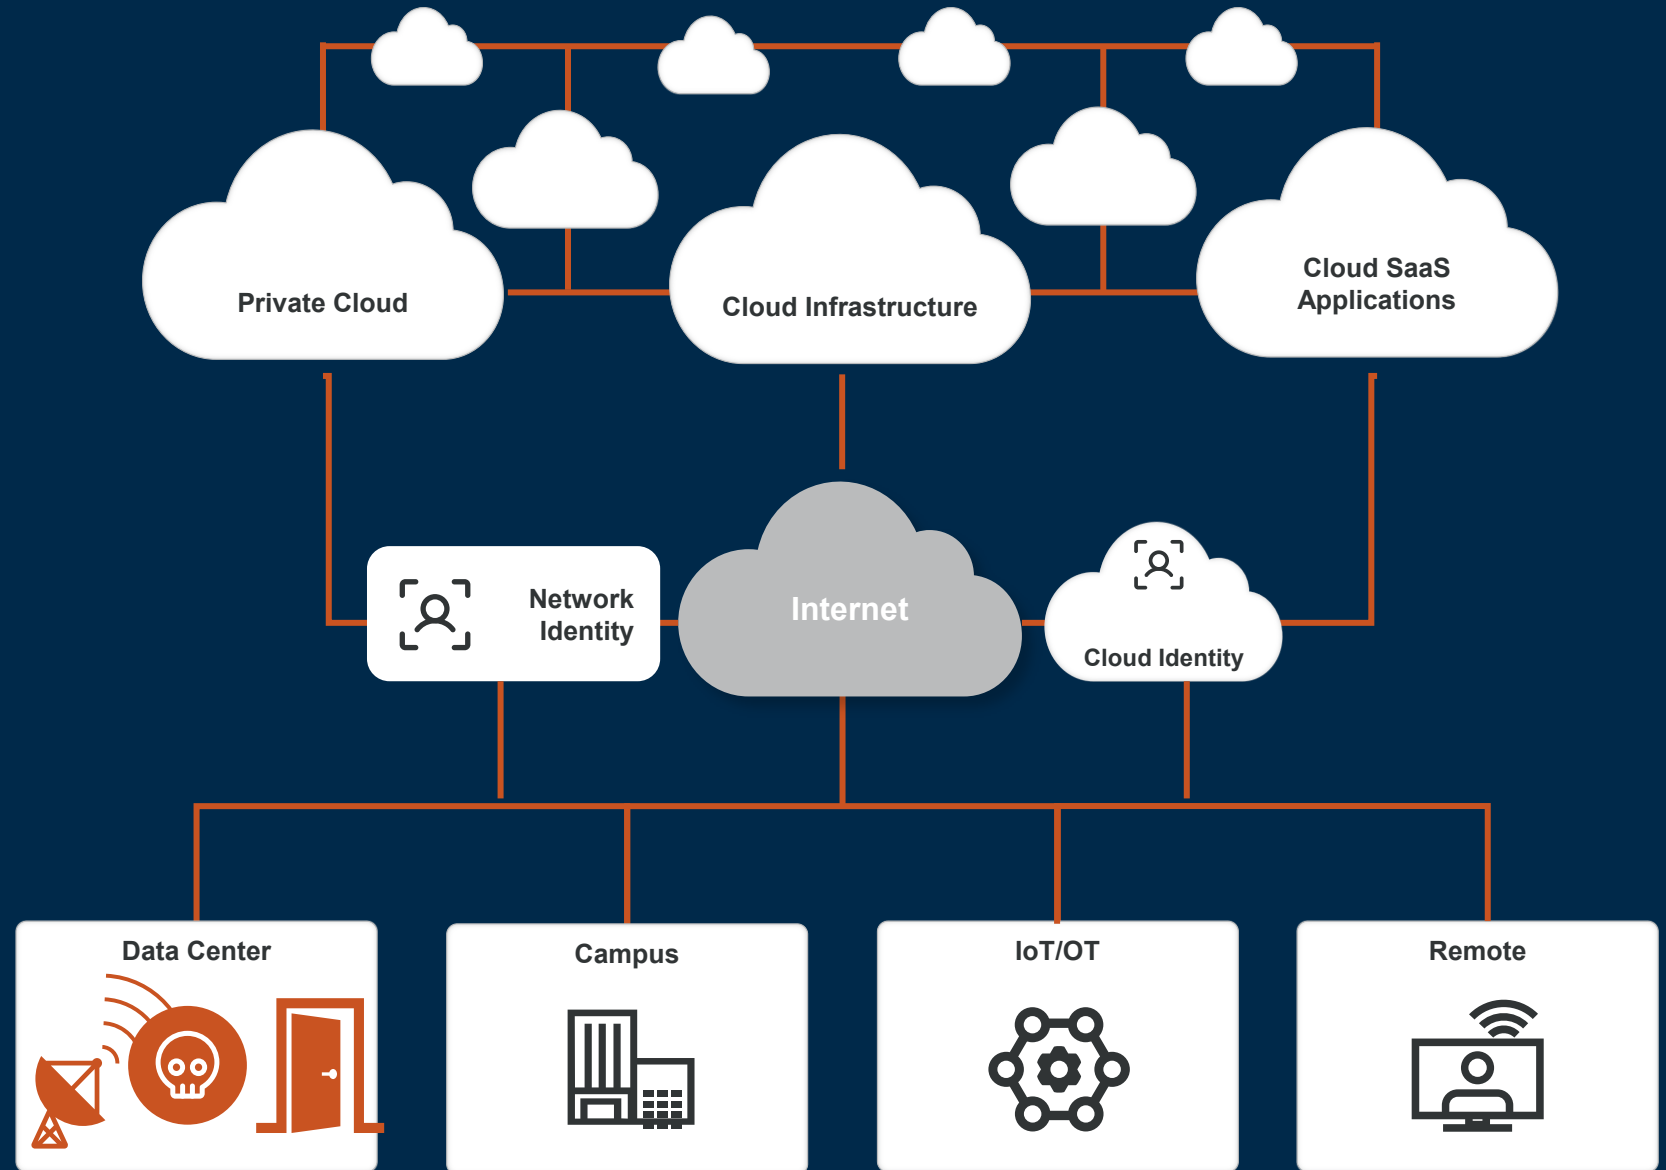 Private Cloud
Cloud Infrastructure
Cloud SaaS
Applications
Network
Identity
Internet
Cloud Identity
Data Center
Campus
IoT/OT
Remote